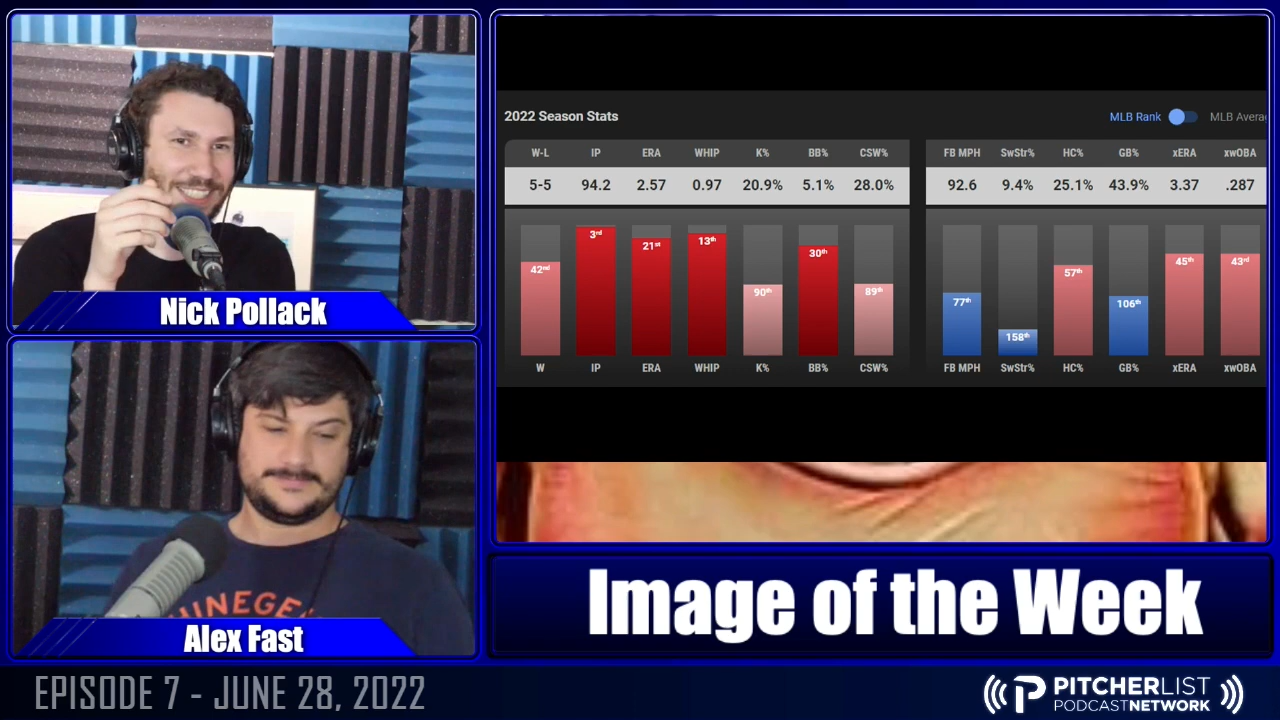 2022 Season Stats
MLB Rank
MLB
W-L IP ERA WHIP K% BB% CSW%
5-5 94.2 2.57 0.97 20.9% 5.1% 28.0%
42nd 3rd 21st 13th 90th 30th 89th
W IP ERA WHIP K% BB% CSW%
FB MPH SwStr% HC% GB% xERA xwOBA
92.6 9.4% 25.1% 43.9% 3.37 .287
77th 158th 57th 106th 45th 43rd
FB MPH SwStr% HC% GB% xERA xwOBA
Nick Pollack
Alex Fast
Image of the Week
EPISODE 7 - JUNE 28, 2022
PITCHERLIST
PODCASTNETWORK